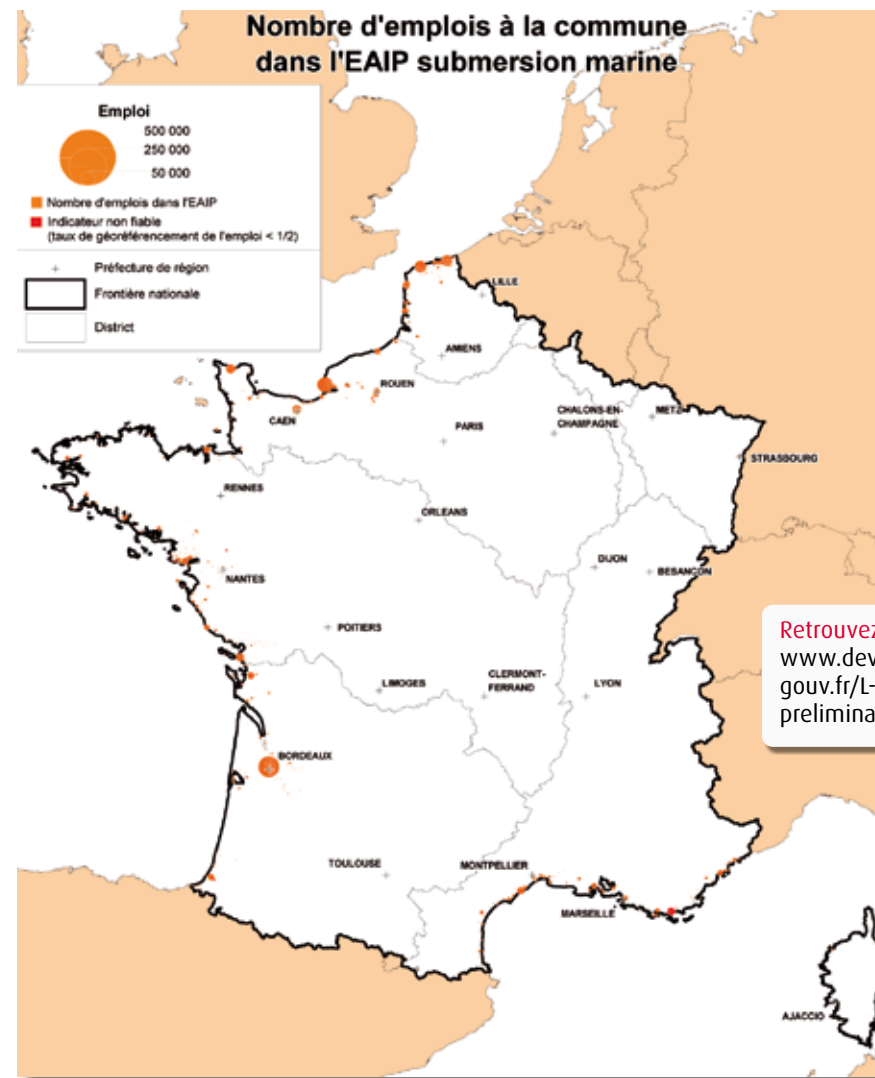 Nombre d'emplois à la commune
dans l'EAIP submersion marine
Emploi
500 000
250 000
50 000
Nombre d'emplois dans l'EAIP
Indicateur non fiable
(taux de géoréférencement de l'emploi < 1/2)
Préfecture de région
Frontière nationale
District
LILLE
AMIENS
ROUEN
CAEN
PARIS
CHALONS-EN-
CHAMPAGNE
METZ
STRASBOURG
RENNES
ORLEANS
DIJON
BESANCON
NANTES
POITIERS
LIMOGES
CLERMONT-
FERRAND
LYON
Retrouvez
www.dev
gouv.fr/L-
prelimina
BORDEAUX
TOULOUSE
MONTPELLIER
MARSEILLE
AJACCIO